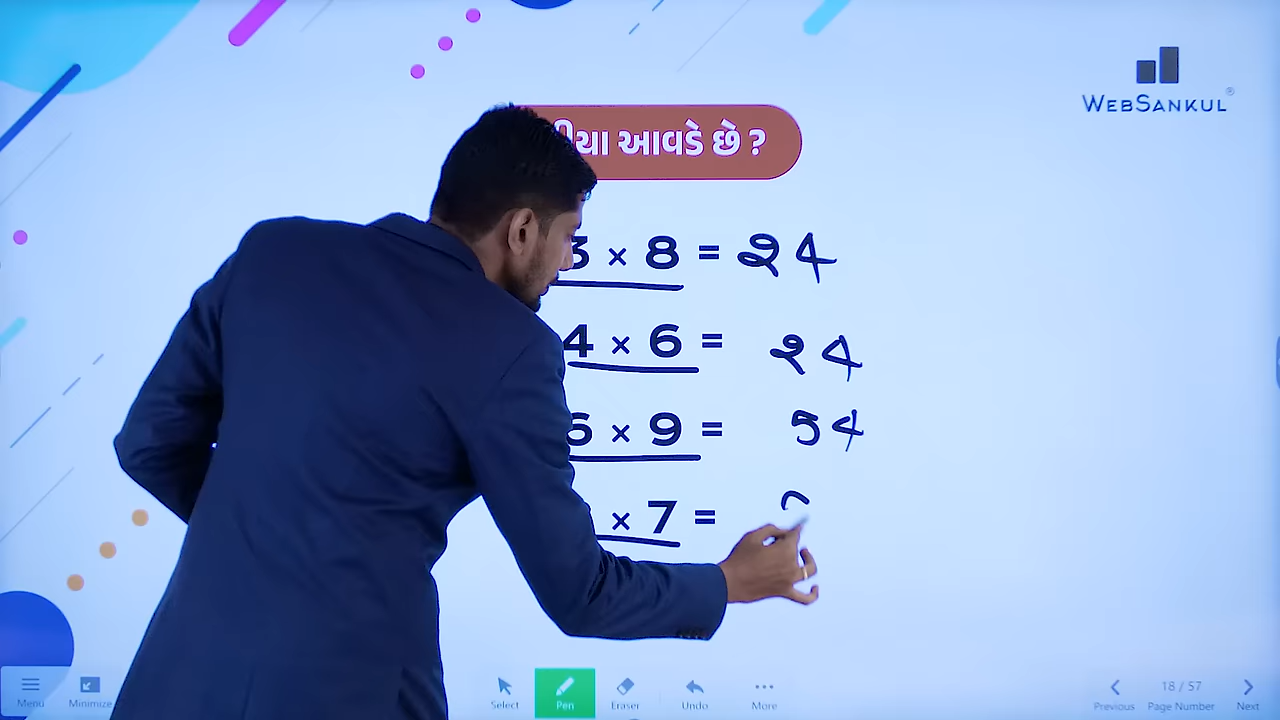 WEBSANKUL
આવડે છે ?
3 × 8 = 24
4 × 6 = 24
6 × 9 = 54
× 7 =
Menu Minimize Select Pen Eraser Undo More Previous 18 / 57 Page Number Next